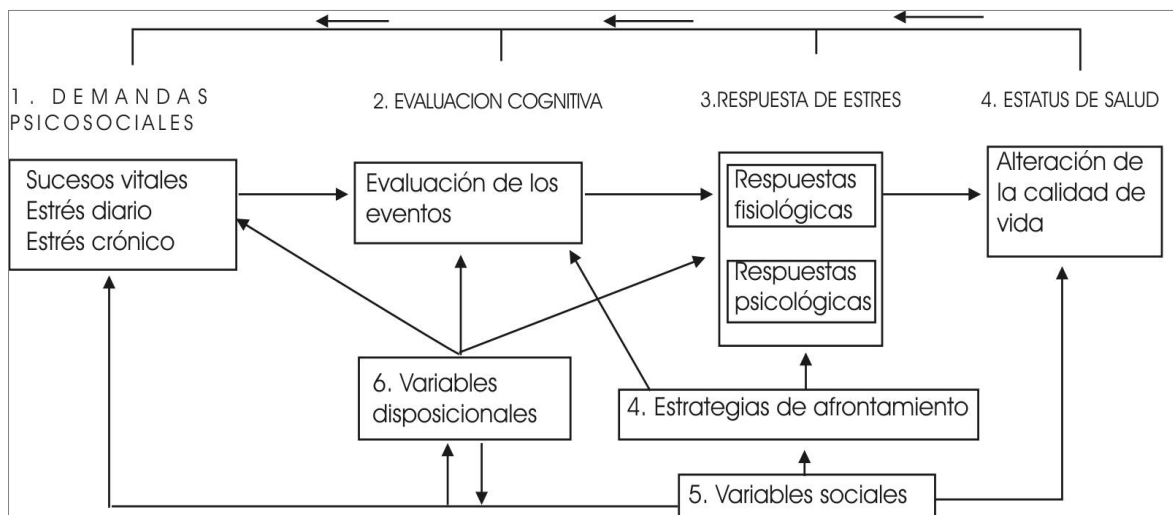 1. DEMANDAS
PSICOSOCIALES
2. EVALUACION COGNITIVA
3.RESPUESTA DE ESTRES
4. ESTATUS DE SALUD
Sucesos vitales
Estrés diario
Estrés crónico
Evaluación de los
eventos
Respuestas
fisiológicas
Respuestas
psicológicas
Alteración de
la calidad de
vida
6. Variables
disposicionales
4. Estrategias de afrontamiento
5. Variables sociales